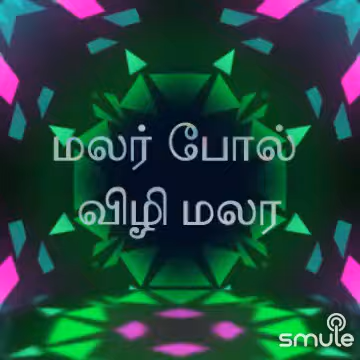 மலர் போல்
விழி மலர
smule